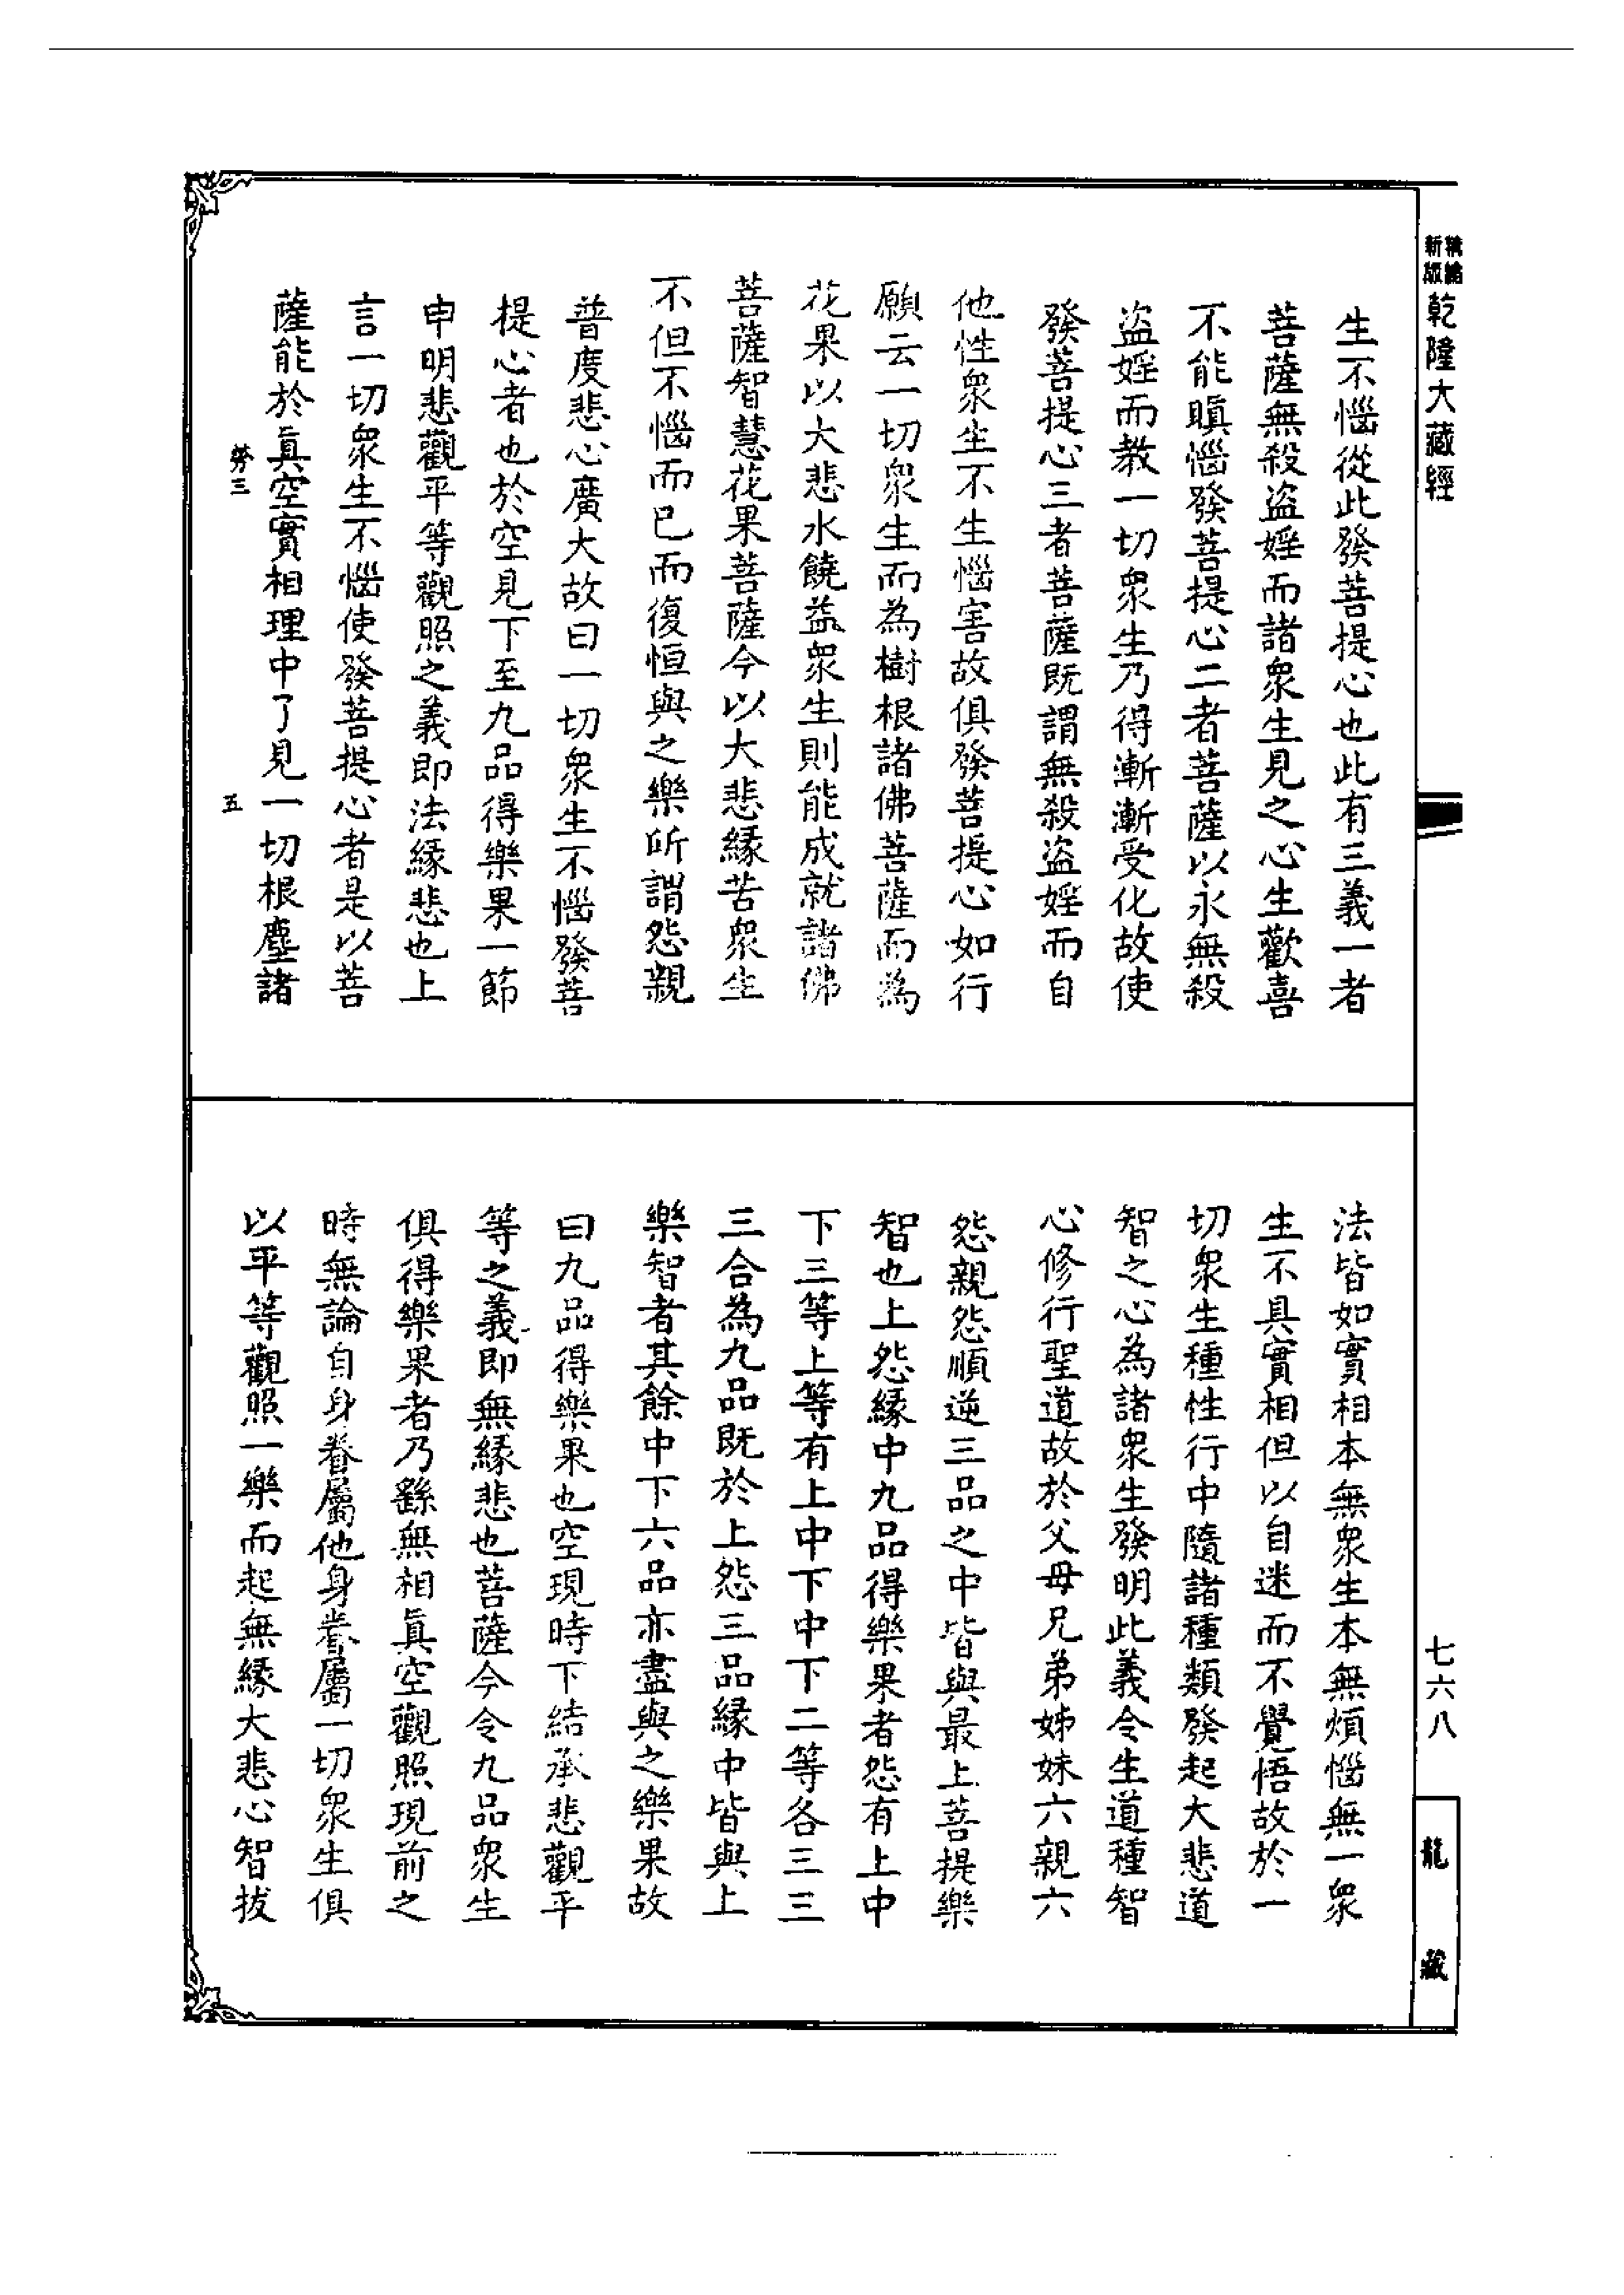 精縮
新版
乾隆大藏經
七六八
龍藏
生不惱從此發菩提心也此有三義一者
菩薩無殺盜婬而諸衆生見之心生歡喜
不能瞋惱發菩提心二者菩薩以永無殺
盜婬而教一切衆生乃得漸漸受化故使
發菩提心三者菩薩既謂無殺盜婬而自
他性衆生不生惱害故俱發菩提心如行
願云一切衆生而為樹根諸佛菩薩而為
花果以大悲水饒益衆生則能成就諸佛
菩薩智慧花果菩薩今以大悲緣苦衆生
不但不惱而已而復恒與之樂所謂怨親
普度悲心廣大故曰一切衆生不惱發菩
提心者也於空見下至九品得樂果一節
申明悲觀平等觀照之義即法緣悲也上
言一切衆生不惱使發菩提心者是以菩
薩能於眞空實相理中了見一切根塵諸
勞三
五
法皆如實相本無衆生本無煩惱無一衆
生不具實相但以自迷而不覺悟故於一
切衆生種性行中隨諸種類發起大悲道
智之心為諸衆生發明此義令生道種智
心修行聖道故於父母兄弟姊妹六親六
怨親怨順逆三品之中皆與最上菩提樂
智也上怨緣中九品得樂果者怨有上中
下三等上等有上中下中下二等各三三
三合為九品既於上怨三品緣中皆與上
樂智者其餘中下六品亦盡與之樂果故
曰九品得樂果也空現時下結承悲觀平
等之義即無緣悲也菩薩今令九品衆生
俱得樂果者乃繇無相眞空觀照現前之
時無論自身眷屬他身眷屬一切衆生俱
以平等觀照一樂而起無緣大悲心智拔